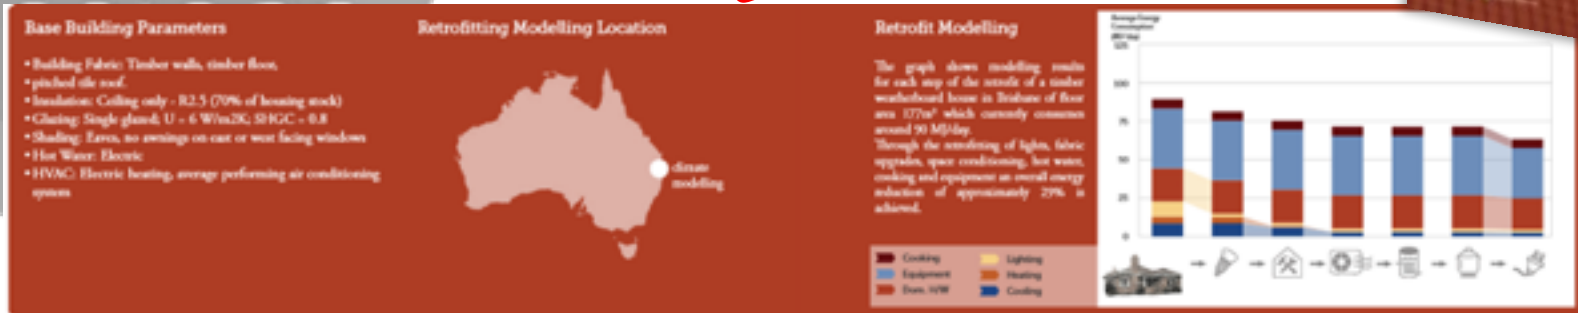 Base Building Parameters
• Building Fabric: Timber walls, timber floor,
• pitched tile roof.
• Insulation: Ceiling only - R2.5 (70% of housing stock)
• Glazing: Single glazed; U - 6 W/m2K; SHGC - 0.8
• Shading: Eaves, no awnings on east or west facing windows
• Hot Water: Electric
• HVAC: Electric heating, average performing air conditioning
system
Retrofitting Modelling Location
climate
modelling
Retrofit Modelling
The graph shows modelling results
for each step of the retrofit of a timber
weatherboard house in Brisbane of floor
area 177m² which currently consumes
around 90 MJ/day.
Through the retrofitting of lights, fabric
upgrades, space conditioning, hot water,
cooking and equipment an overall energy
reduction of approximately 29% is
achieved.
Cooking
Equipment
Dom. H/W
Lighting
Heating
Cooling
Average Energy
Consumption
(MJ/day)
125
100
75
50
25
0